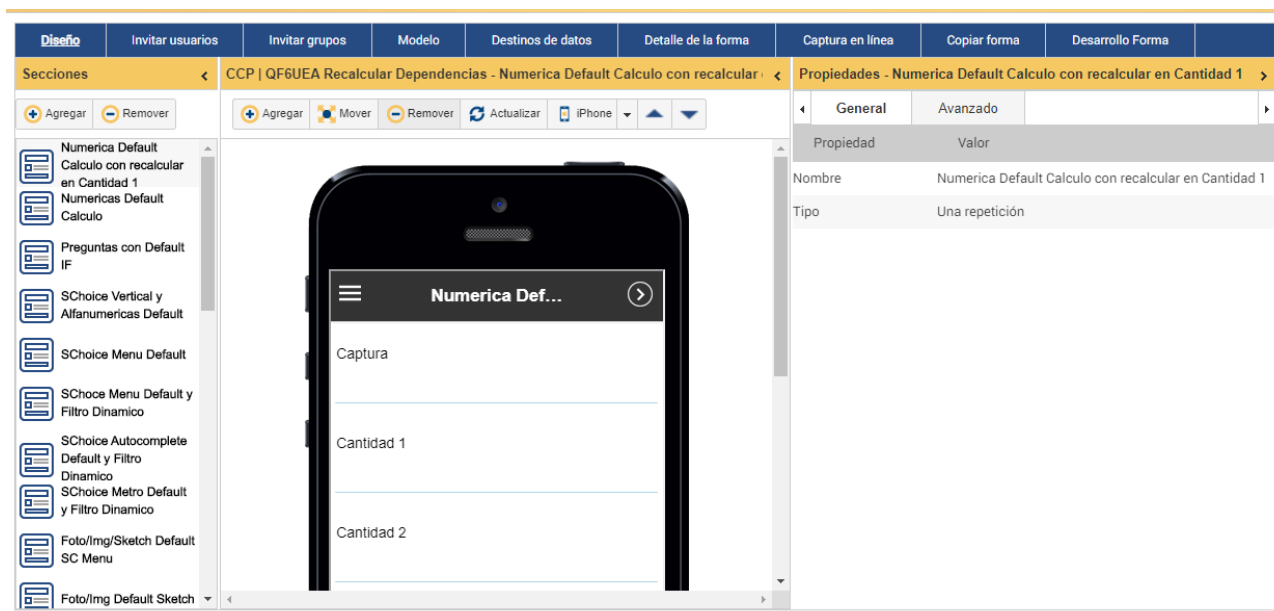 Diseño Invitar usuarios Invitar grupos Modelo Destinos de datos Detalle de la forma Captura en línea Copiar forma Desarrollo Forma
Secciones
Agregar Remover
Numerica Default
Calculo con recalcular
en Cantidad 1
Numericas Default
Calculo
Preguntas con Default
IF
SChoice Vertical y
Alfanumericas Default
SChoice Menu Default
SChoce Menu Default y
Filtro Dinamico
SChoice Autocomplete
Default y Filtro
Dinamico
SChoice Metro Default
y Filtro Dinamico
Foto/Img/Sketch Default
SC Menu
Foto/Img Default Sketch
CCP | QF6UEA Recalcular Dependencias - Numerica Default Calculo con recalcular
Agregar Mover Remover Actualizar iPhone
Numerica Def...
Captura
Cantidad 1
Cantidad 2
Propiedades - Numerica Default Calculo con recalcular en Cantidad 1
General Avanzado
Propiedad Valor
Nombre Numerica Default Calculo con recalcular en Cantidad 1
Tipo Una repetición